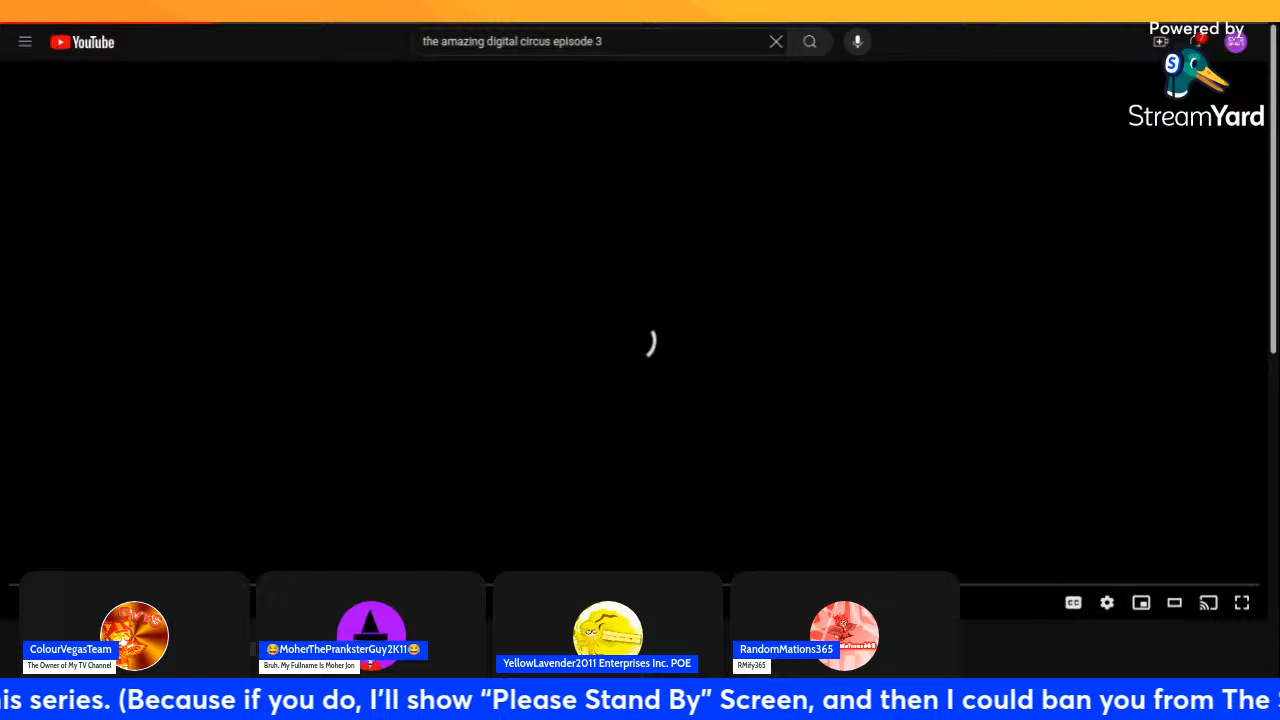 Powered by
YouTube
the amazing digital circus episode 3
S
StreamYard
CC
ColourVegasTeam
The Owner of My TV Channel
😂MoherThePranksterGuy2K11😂
Bruh. My Fullname Is Moher Jon
YellowLavender2011 Enterprises Inc. POE
RandomMations365
RMify365
is series. (Because if you do, I’ll show “Please Stand By” Screen, and then I could ban you from The